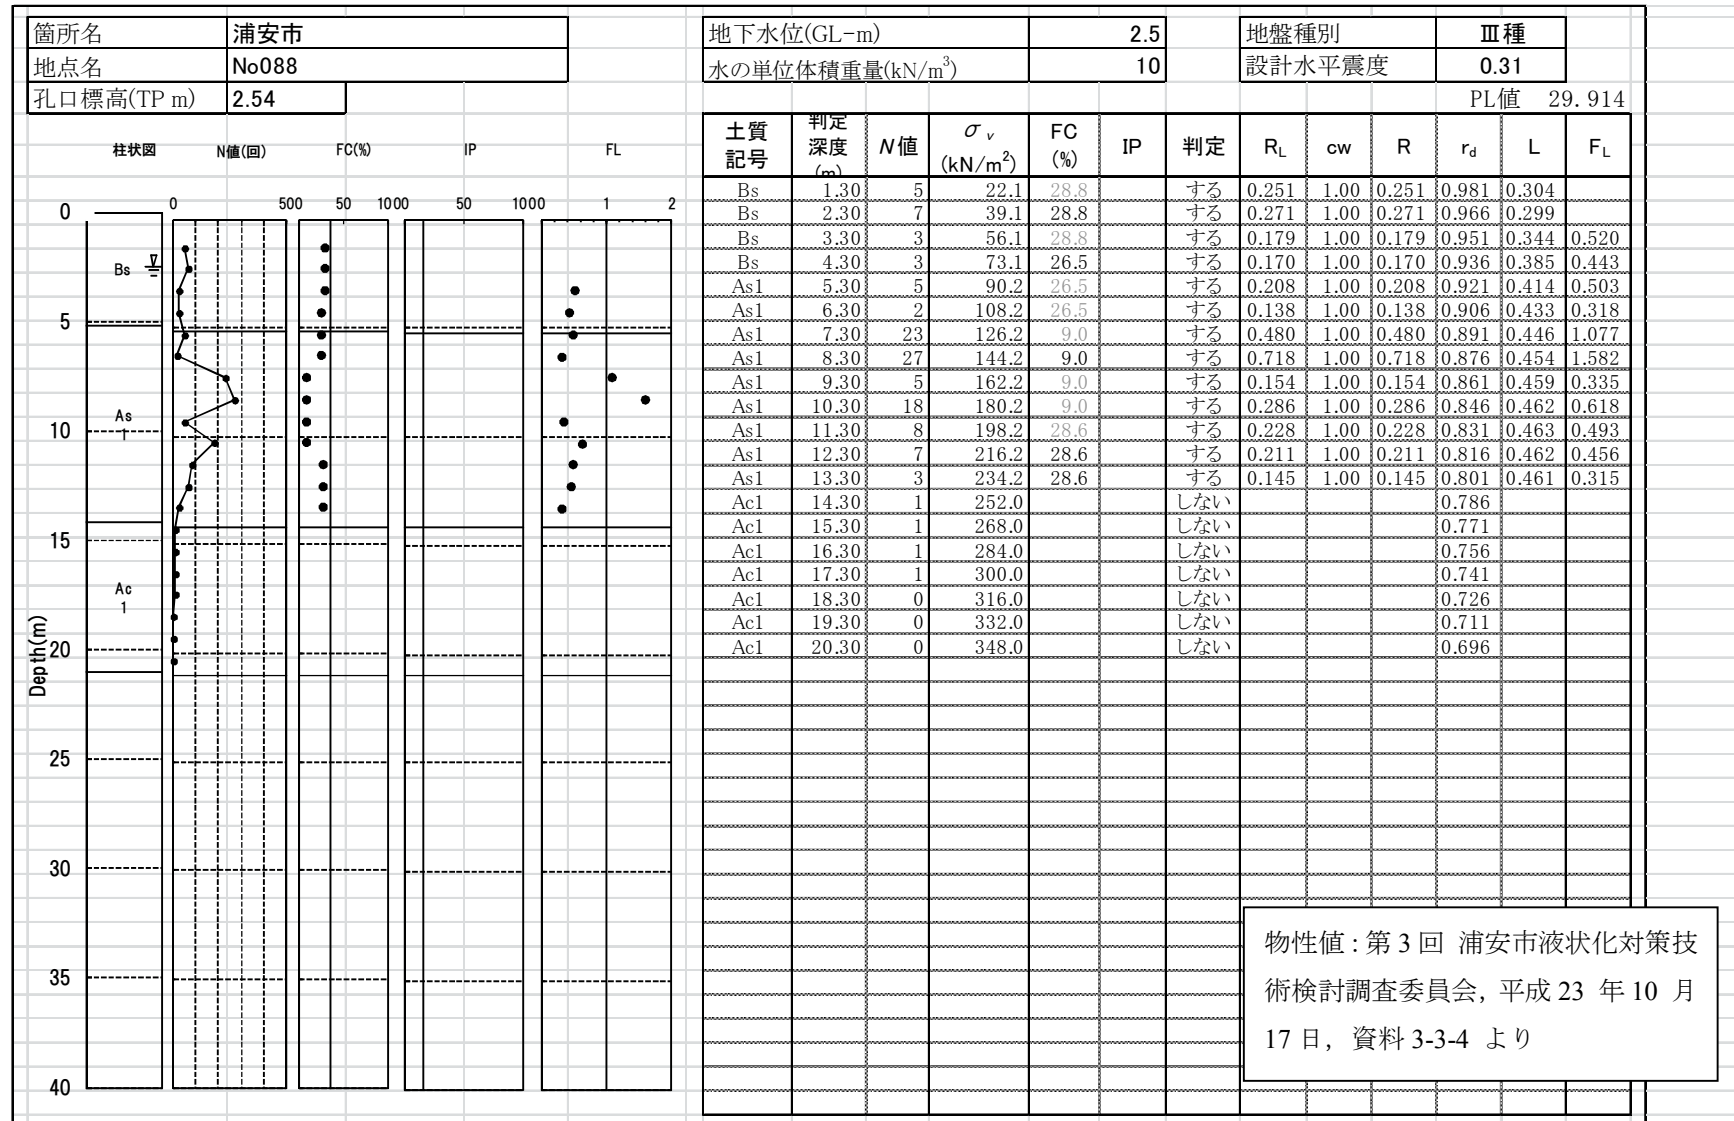 箇所名 浦安市 地下水位(GL-m) 2.5 地盤種別 Ⅲ種
地点名 No088 水の単位体積重量(kN/m³) 10 設計水平震度 0.31
孔口標高(TP m) 2.54 PL値 29.914
柱状図 N値(回) FC(%) IP FL
土質記号 判定深度(m) N値 σv (kN/m²) FC (%) IP 判定 RL cw R rd L FL
0 50 0 50 100 0 50 100 0 1 2
Bs 1.30 5 22.1 28.8 する 0.251 1.00 0.251 0.981 0.304
Bs 2.30 7 39.1 28.8 する 0.271 1.00 0.271 0.966 0.299
Bs 3.30 3 56.1 28.8 する 0.179 1.00 0.179 0.951 0.344 0.520
Bs 4.30 3 73.1 26.5 する 0.170 1.00 0.170 0.936 0.385 0.443
As1 5.30 5 90.2 26.5 する 0.208 1.00 0.208 0.921 0.414 0.503
As1 6.30 2 108.2 26.5 する 0.138 1.00 0.138 0.906 0.433 0.318
As1 7.30 23 126.2 9.0 する 0.480 1.00 0.480 0.891 0.446 1.077
As1 8.30 27 144.2 9.0 する 0.718 1.00 0.718 0.876 0.454 1.582
As1 9.30 5 162.2 9.0 する 0.154 1.00 0.154 0.861 0.459 0.335
As1 10.30 18 180.2 9.0 する 0.286 1.00 0.286 0.846 0.462 0.618
As1 11.30 8 198.2 28.6 する 0.228 1.00 0.228 0.831 0.463 0.493
As1 12.30 7 216.2 28.6 する 0.211 1.00 0.211 0.816 0.462 0.456
As1 13.30 3 234.2 28.6 する 0.145 1.00 0.145 0.801 0.461 0.315
Ac1 14.30 1 252.0 しない 0.786
Ac1 15.30 1 268.0 しない 0.771
Ac1 16.30 1 284.0 しない 0.756
Ac1 17.30 1 300.0 しない 0.741
Ac1 18.30 0 316.0 しない 0.726
Ac1 19.30 0 332.0 しない 0.711
Ac1 20.30 0 348.0 しない 0.696
Depth(m)
0
5
10
15
20
25
30
35
40
Bs
As
1
Ac
1
物性値:第3回 浦安市液状化対策技
術検討調査委員会,平成23 年10 月
17日,資料3-3-4 より